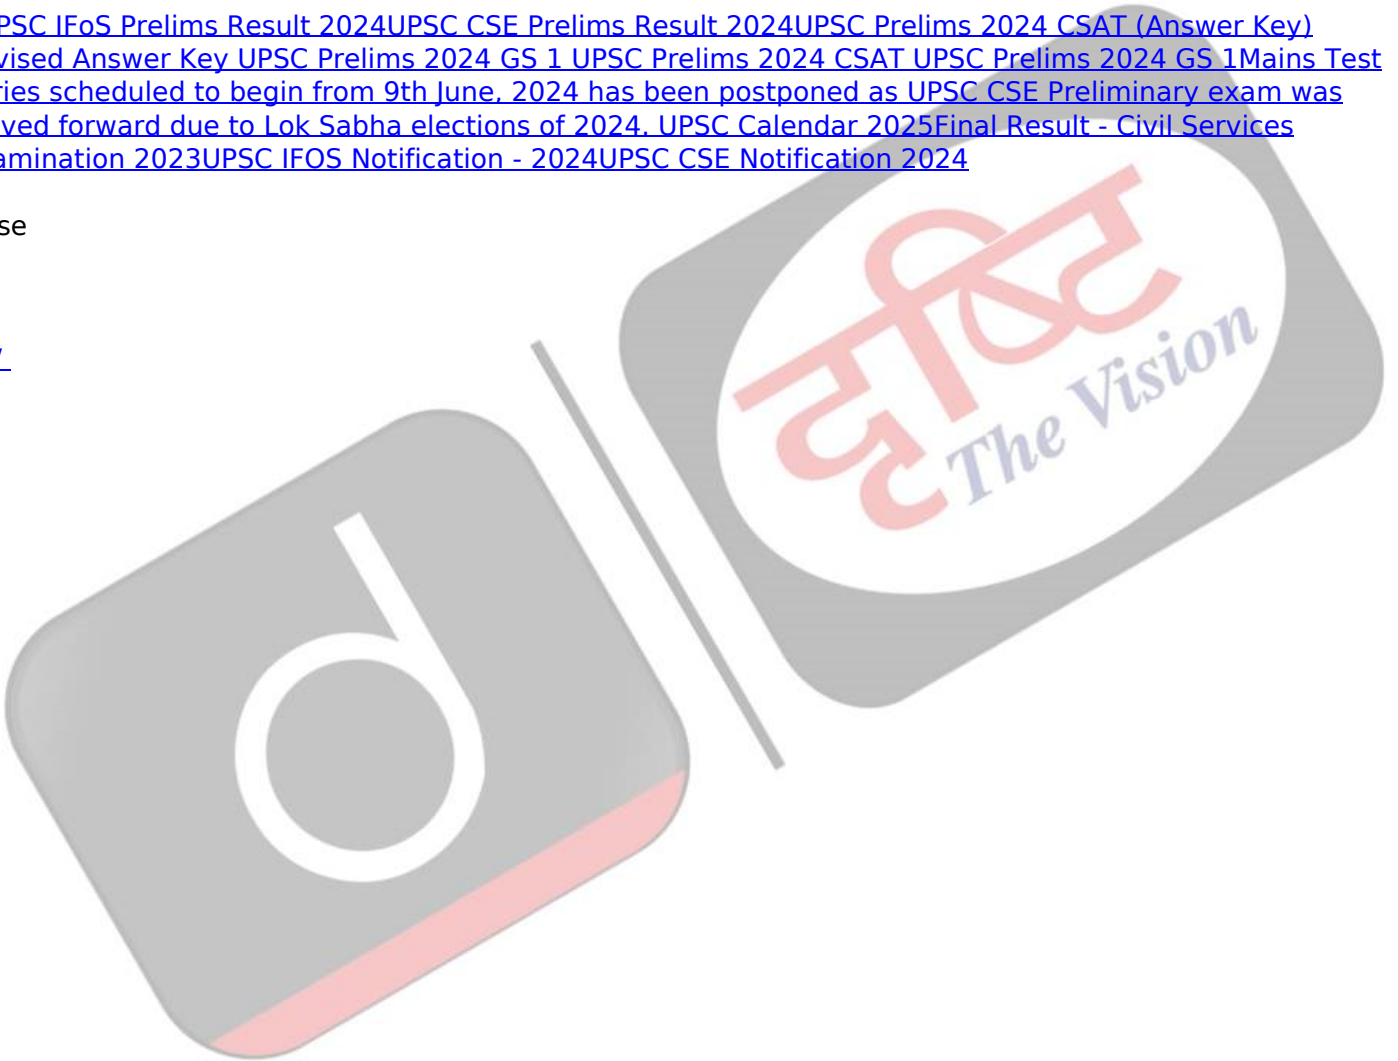 PSC IFoS Prelims Result 2024UPSC CSE Prelims Result 2024UPSC Prelims 2024 CSAT (Answer Key)
vised Answer Key UPSC Prelims 2024 GS 1 UPSC Prelims 2024 CSAT UPSC Prelims 2024 GS 1Mains Test
ries scheduled to begin from 9th June, 2024 has been postponed as UPSC CSE Preliminary exam was
ved forward due to Lok Sabha elections of 2024. UPSC Calendar 2025Final Result - Civil Services
amination 2023UPSC IFOS Notification - 2024UPSC CSE Notification 2024
se
दृष्टि
The Vision
d